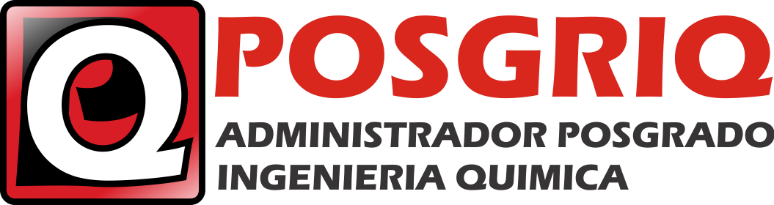 Q POSGRIQ
ADMINISTRADOR POSGRADO
INGENIERIA QUIMICA